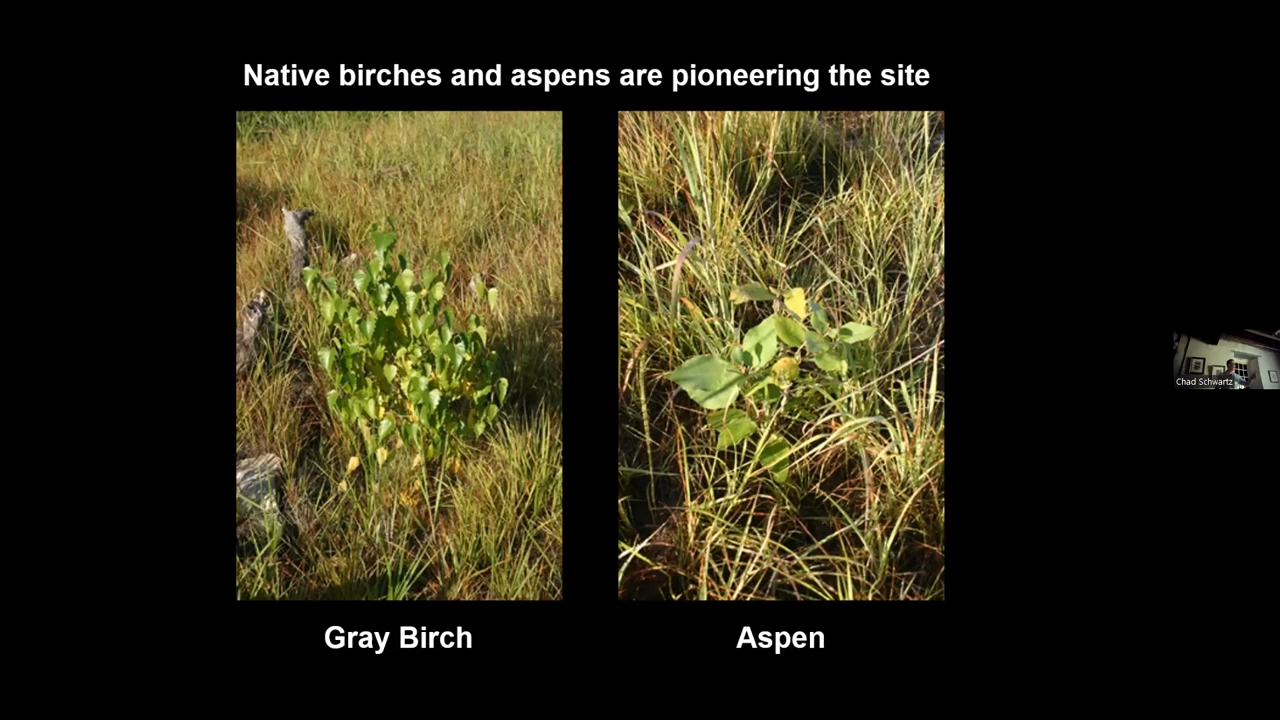 Native birches and aspens are pioneering the site
Gray Birch
Aspen
Chad Schwartz